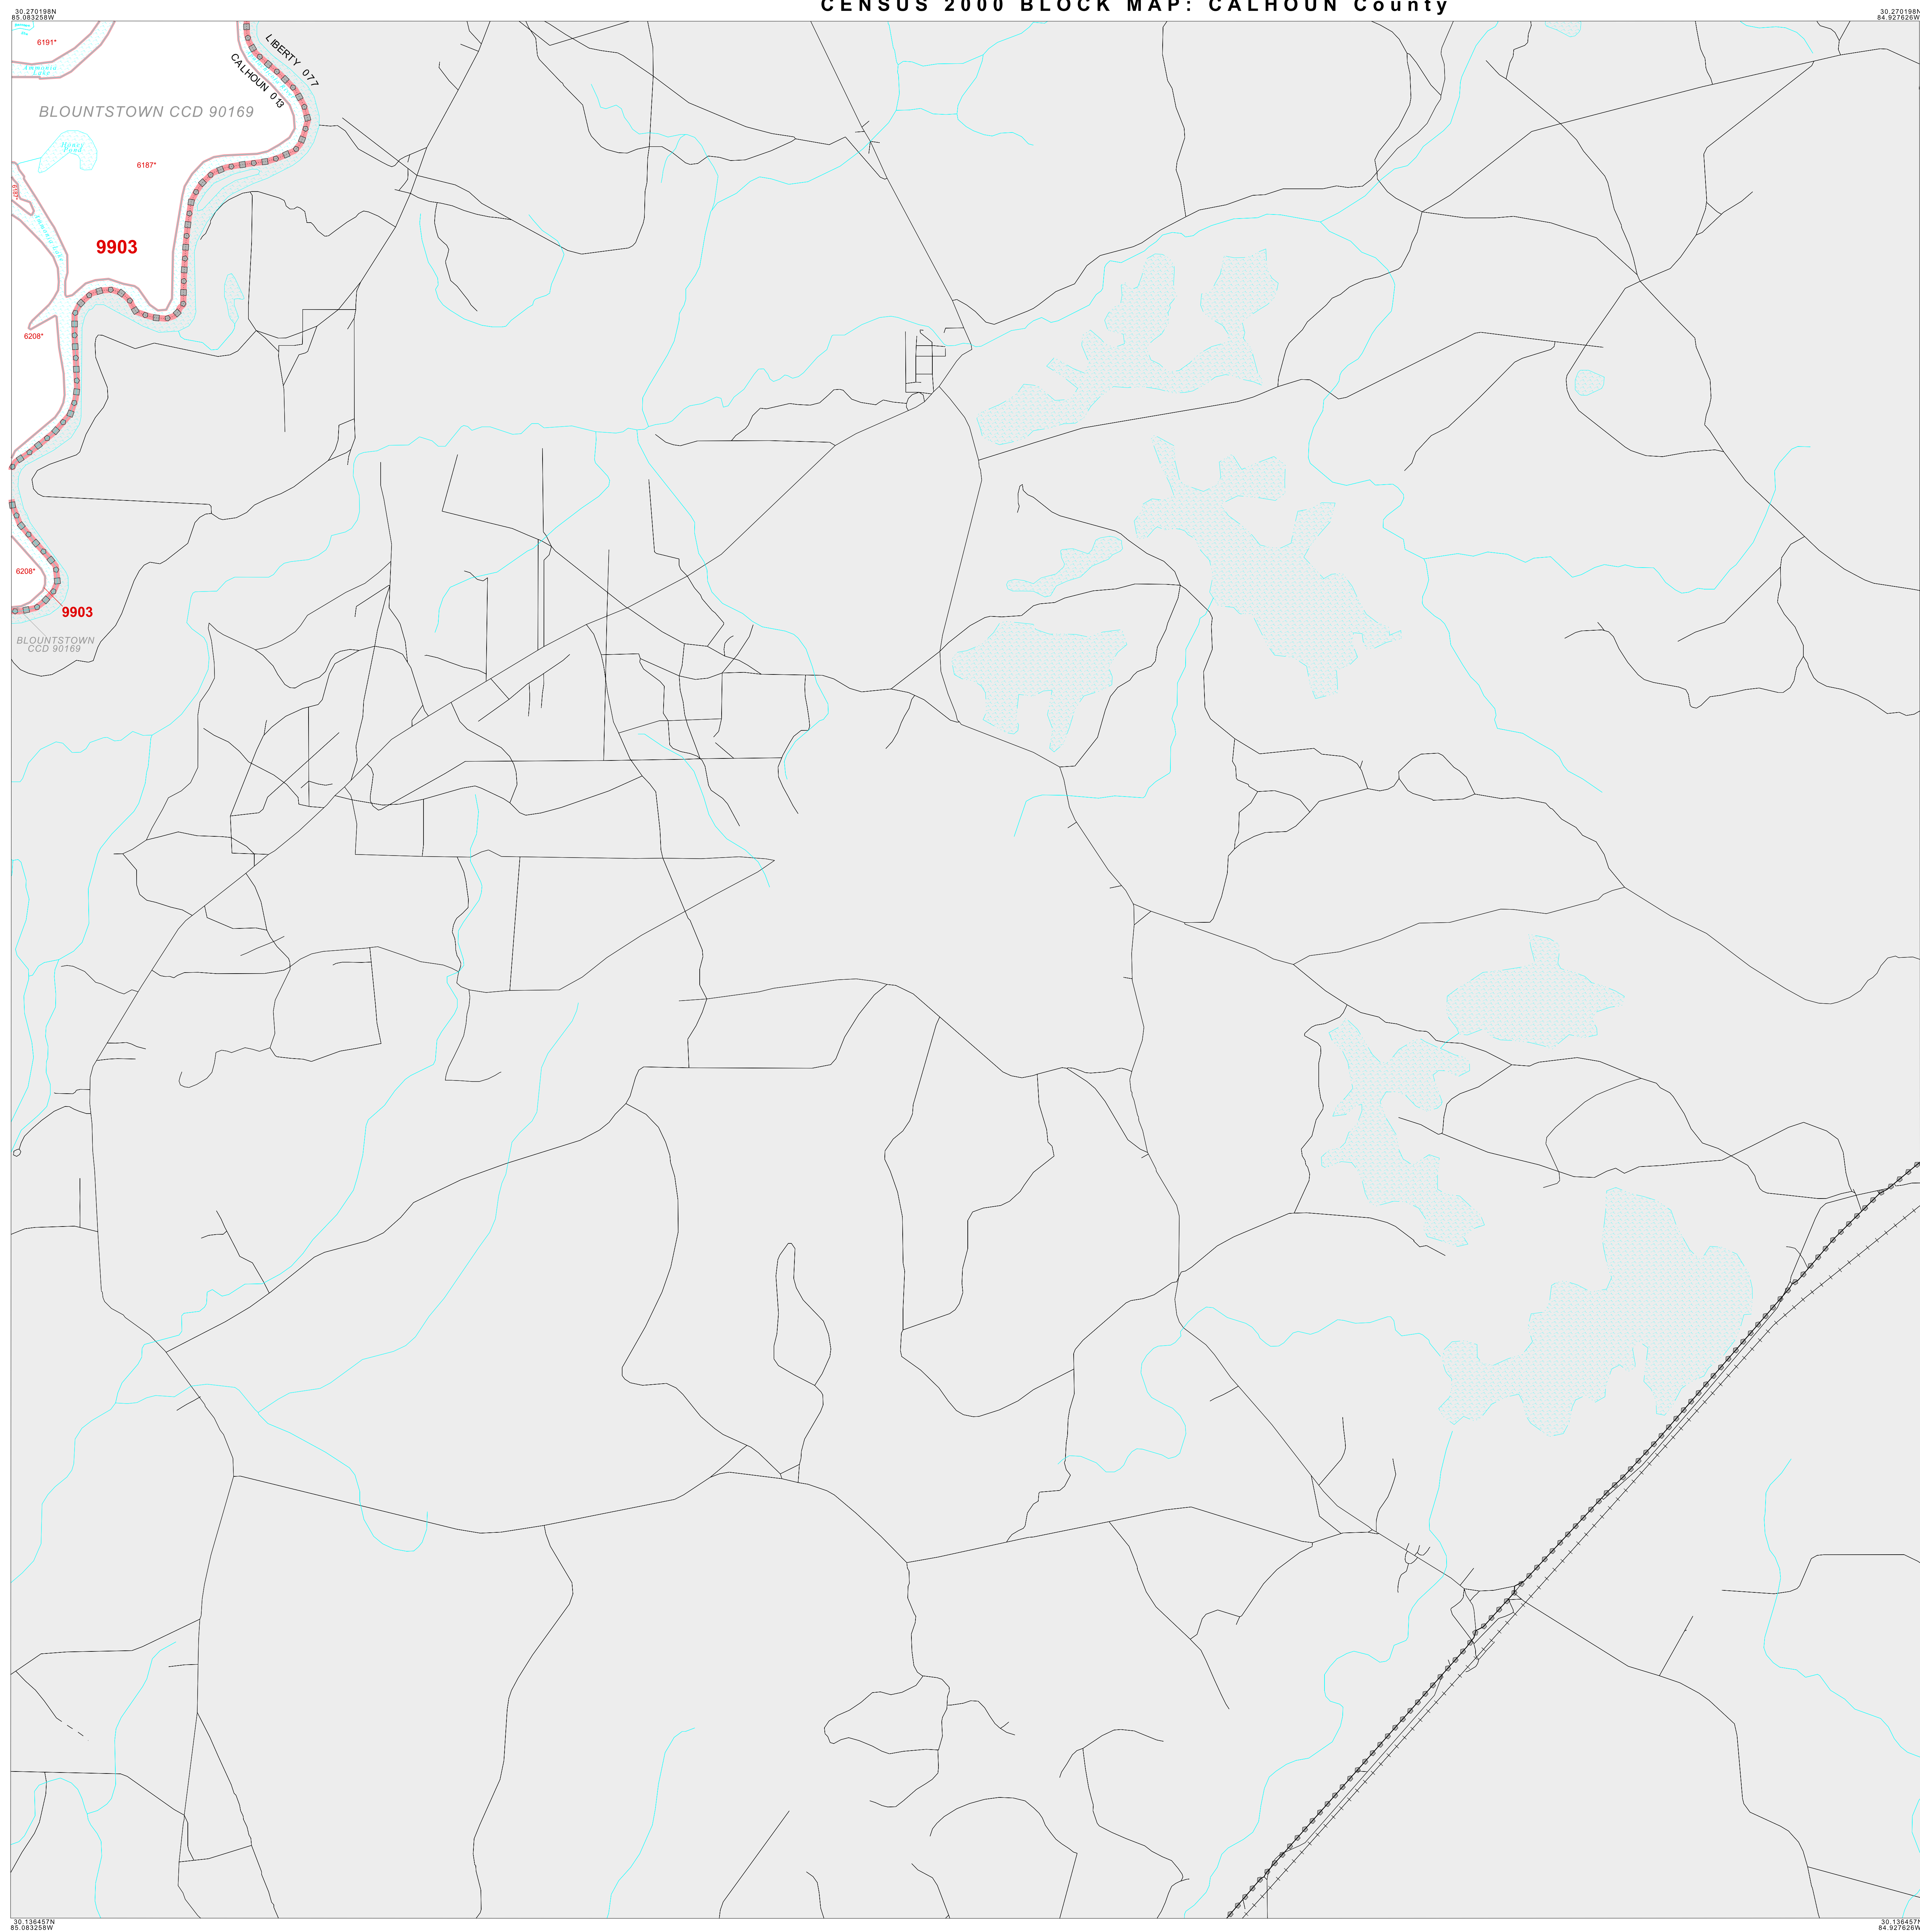 CENSUS 2000 BLOCK MAP: CALHOUN County
30.270198N
85.083258W
30.270198N
84.927626W
6191*
LIBERTY 077
CALHOUN 013
BLOUNTSTOWN CCD 90169
6187*
9903
6208*
6208*
9903
BLOUNTSTOWN
CCD 90169
30.136457N
85.083258W
30.136457N
84.927626W